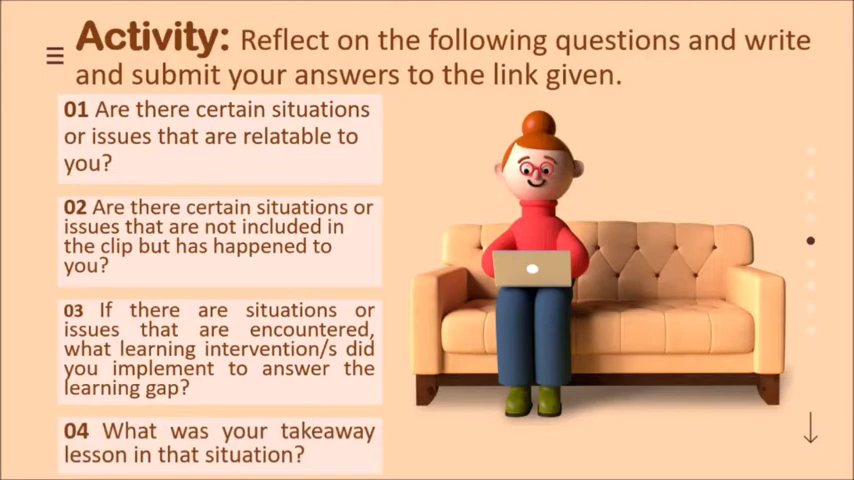 Activity: Reflect on the following questions and write
and submit your answers to the link given.
01 Are there certain situations
or issues that are relatable to
you?
02 Are there certain situations or
issues that are not included in
the clip but has happened to
you?
03 If there are situations or
issues that are encountered,
what learning intervention/s did
you implement to answer the
learning gap?
04 What was your takeaway
lesson in that situation?